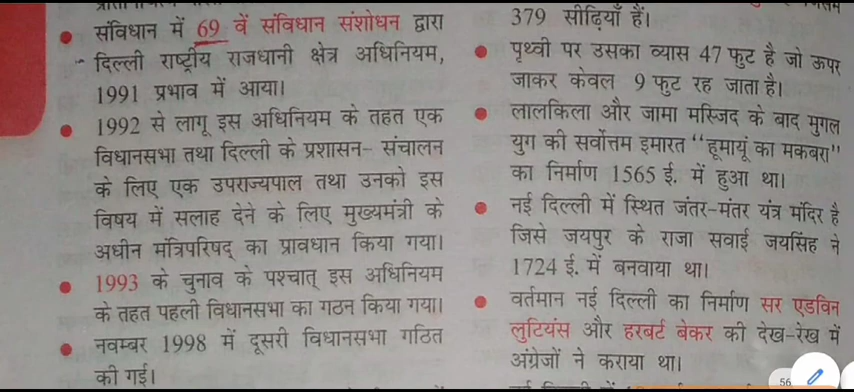 संविधान में 69 वें संविधान संशोधन द्वारा
दिल्ली राष्ट्रीय राजधानी क्षेत्र अधिनियम,
1991 प्रभाव में आया।
1992 से लागू इस अधिनियम के तहत एक
विधानसभा तथा दिल्ली के प्रशासन- संचालन
के लिए एक उपराज्यपाल तथा उनको इस
विषय में सलाह देने के लिए मुख्यमंत्री के
अधीन मंत्रिपरिषद् का प्रावधान किया गया।
1993 के चुनाव के पश्चात् इस अधिनियम
के तहत पहली विधानसभा का गठन किया गया।
नवम्बर 1998 में दूसरी विधानसभा गठित
की गई।
379 सीढ़ियाँ हैं।
पृथ्वी पर उसका व्यास 47 फुट है जो ऊपर
जाकर केवल 9 फुट रह जाता है।
लालकिला और जामा मस्जिद के बाद मुगल
युग की सर्वोत्तम इमारत "हूमायूं का मकबरा"
का निर्माण 1565 ई. में हुआ था।
नई दिल्ली में स्थित जंतर-मंतर यंत्र मंदिर है
जिसे जयपुर के राजा सवाई जयसिंह ने
1724 ई. में बनवाया था।
वर्तमान नई दिल्ली का निर्माण सर एडविन
लुटियंस और हरबर्ट बेकर की देख-रेख में
अंग्रेजों ने कराया था।
56